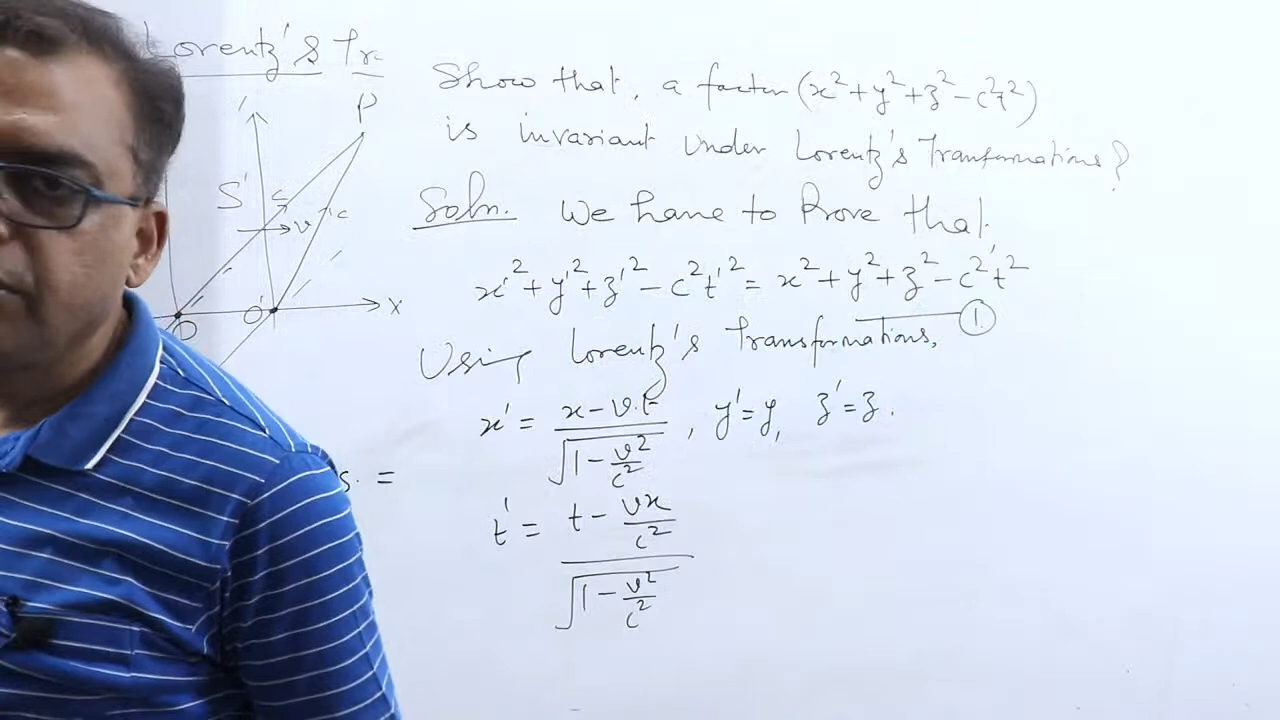 Lorentz's Tr
P
S'
c
v
c
O
O'
x
Show that, a factor (x²+y²+z²-c²t²)
is invariant under Lorentz's Transformations?
Soln. We have to Prove that,
x'²+y'²+z'²-c²t'² = x²+y²+z²-c²t²
①
Using Lorentz's Transformations,
x' = (x-v.t)/√(1-v²/c²), y'=y, z'=z.
s. =
t' = (t-vx/c²)/√(1-v²/c²)